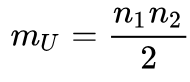 m_U = \frac{n_1 n_2}{2}